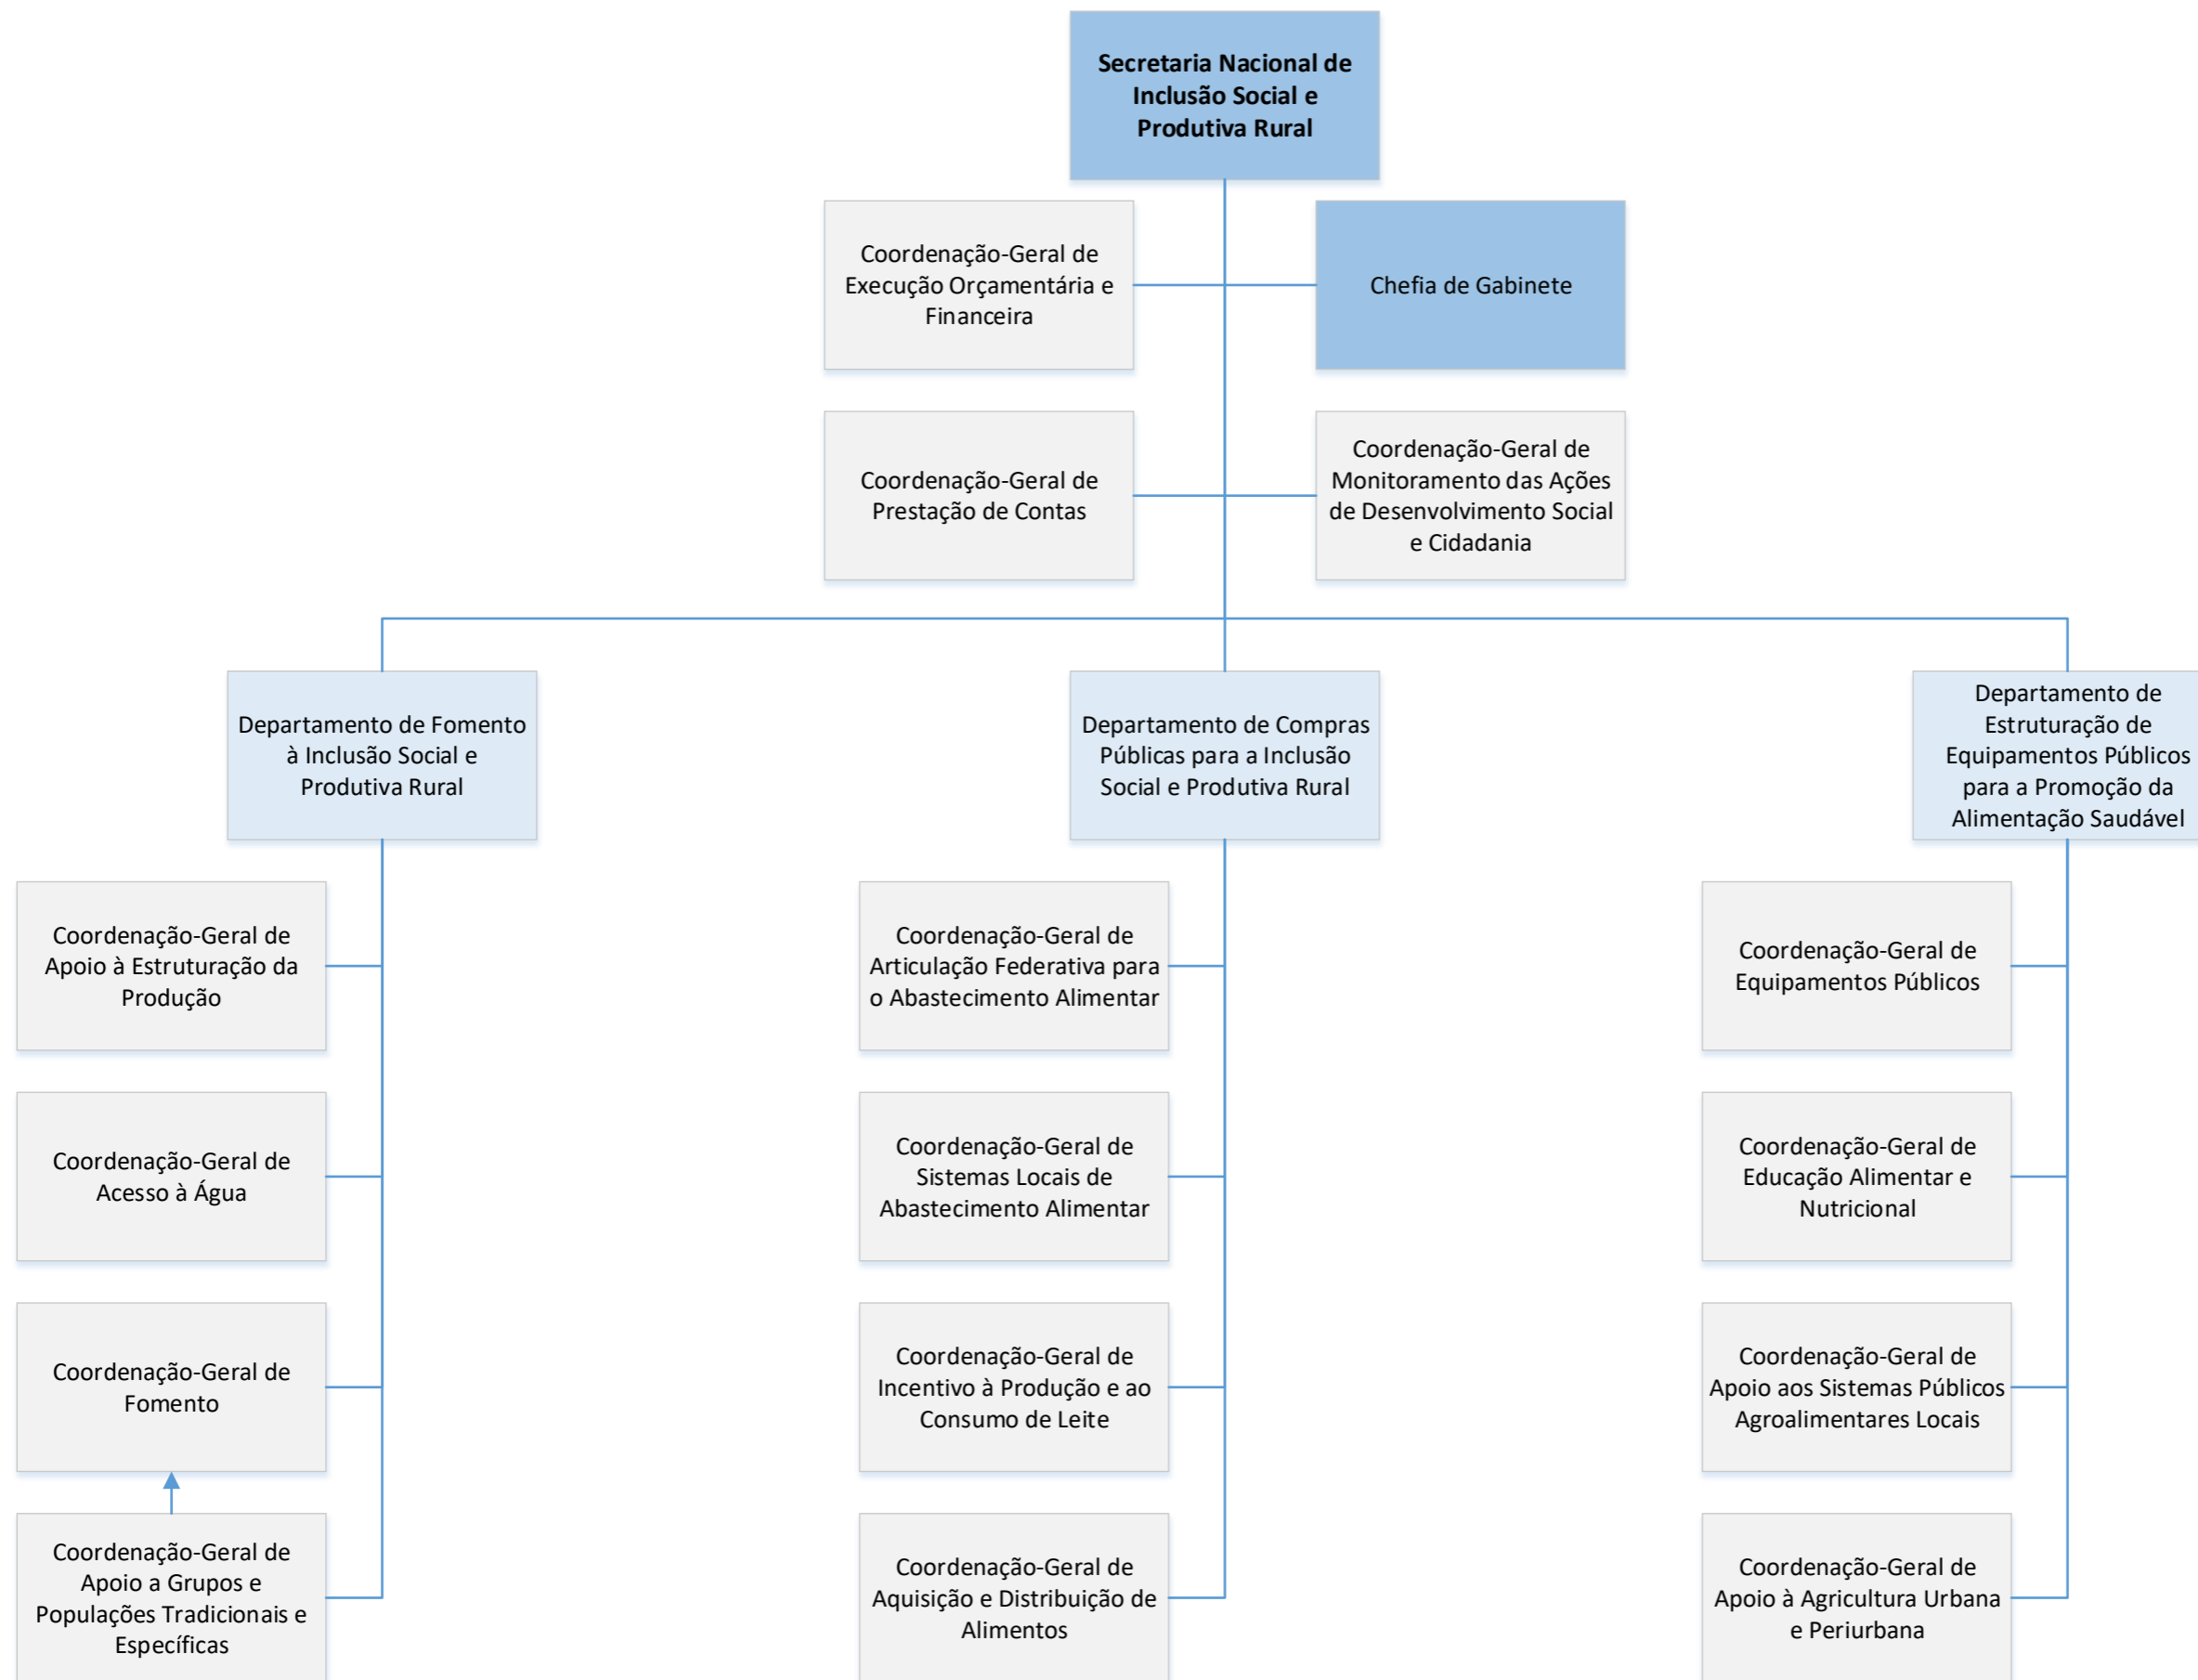 Secretaria Nacional de
Inclusão Social e
Produtiva Rural
Coordenação-Geral de
Execução Orçamentária e
Financeira
Chefia de Gabinete
Coordenação-Geral de
Prestação de Contas
Coordenação-Geral de
Monitoramento das Ações
de Desenvolvimento Social
e Cidadania
Departamento de Fomento
à Inclusão Social e
Produtiva Rural
Departamento de Compras
Públicas para a Inclusão
Social e Produtiva Rural
Departamento de
Estruturação de
Equipamentos Públicos
para a Promoção da
Alimentação Saudável
Coordenação-Geral de
Apoio à Estruturação da
Produção
Coordenação-Geral de
Articulação Federativa para
o Abastecimento Alimentar
Coordenação-Geral de
Equipamentos Públicos
Coordenação-Geral de
Acesso à Água
Coordenação-Geral de
Sistemas Locais de
Abastecimento Alimentar
Coordenação-Geral de
Educação Alimentar e
Nutricional
Coordenação-Geral de
Fomento
Coordenação-Geral de
Incentivo à Produção e ao
Consumo de Leite
Coordenação-Geral de
Apoio aos Sistemas Públicos
Agroalimentares Locais
Coordenação-Geral de
Apoio a Grupos e
Populações Tradicionais e
Específicas
Coordenação-Geral de
Aquisição e Distribuição de
Alimentos
Coordenação-Geral de
Apoio à Agricultura Urbana
e Periurbana